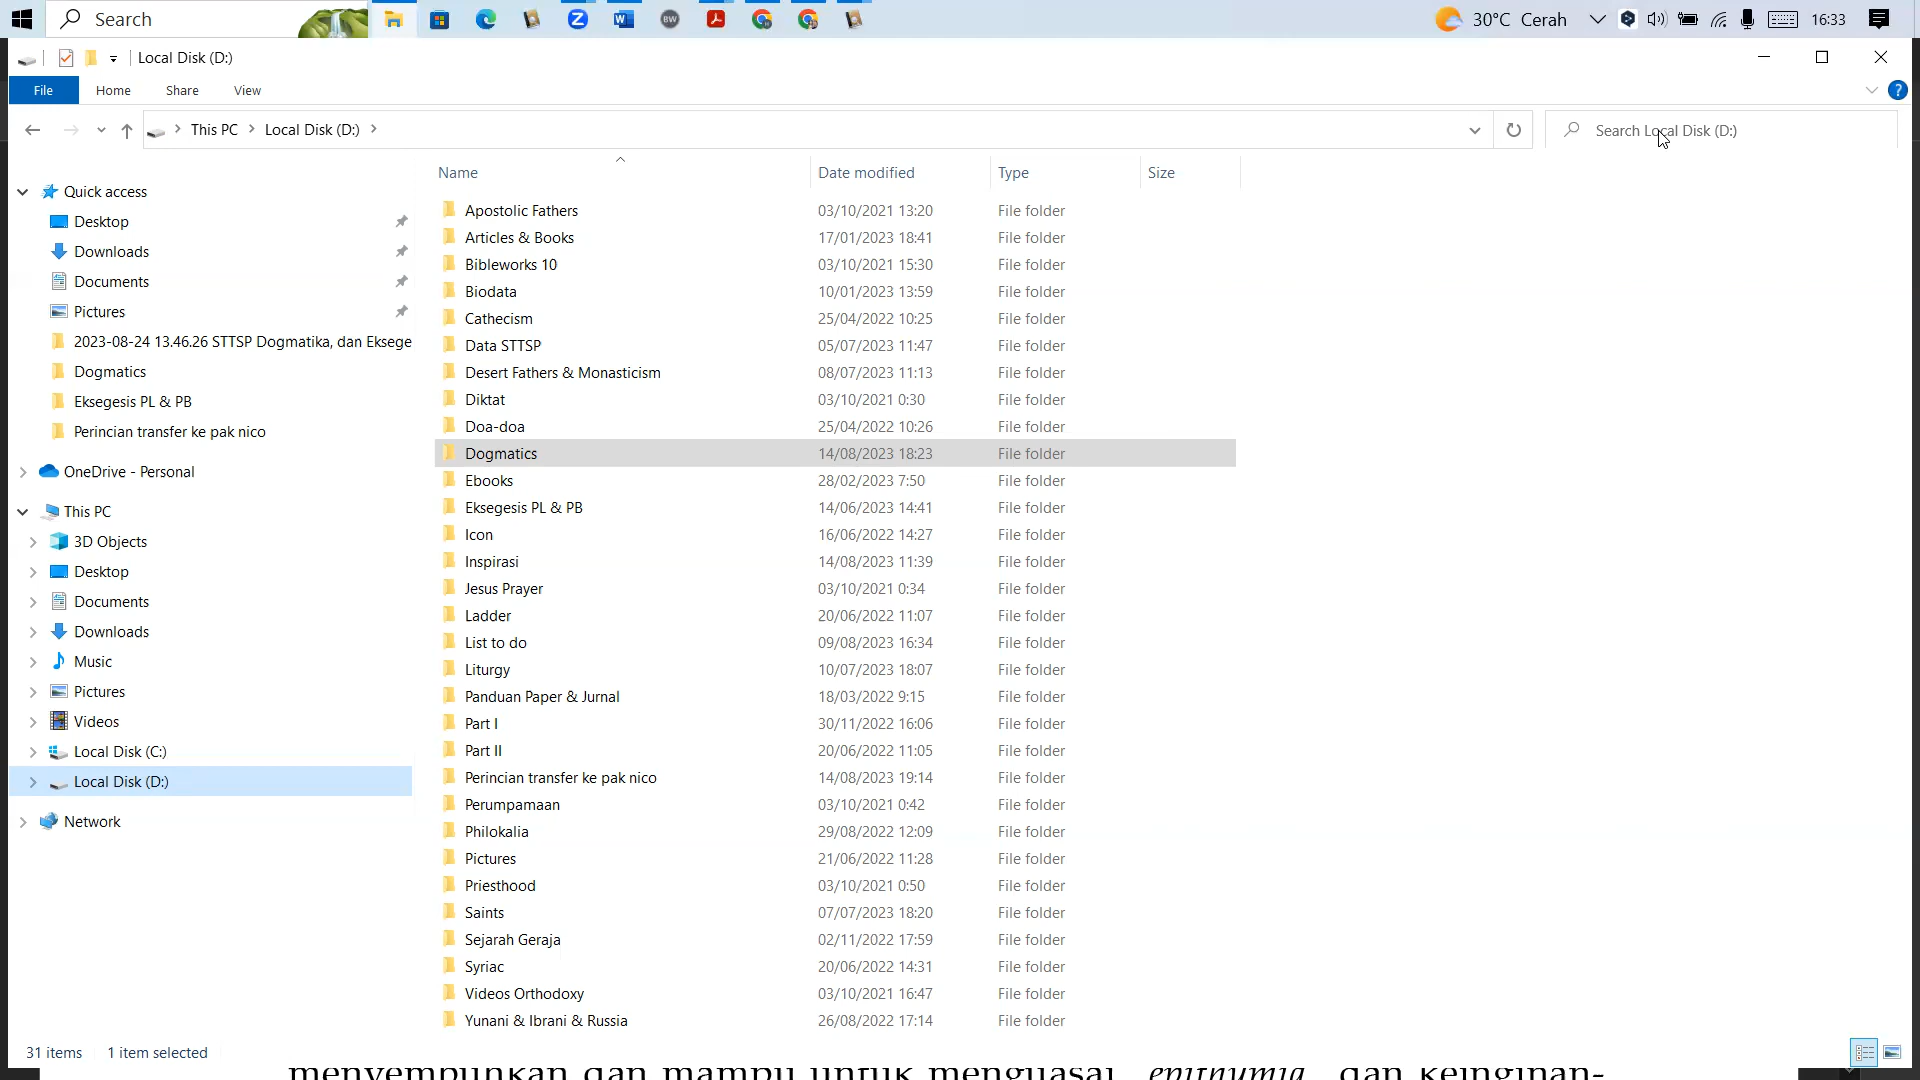 Search
30°C Cerah
16:33
Local Disk (D:)
File Home Share View
This PC Local Disk (D:)
Search Local Disk (D:)
Quick access
Desktop
Downloads
Documents
Pictures
2023-08-24 13.46.26 STTSP Dogmatika, dan Eksege
Dogmatics
Eksegesis PL & PB
Perincian transfer ke pak nico
OneDrive - Personal
This PC
3D Objects
Desktop
Documents
Downloads
Music
Pictures
Videos
Local Disk (C:)
Local Disk (D:)
Network
Name Date modified Type Size
Apostolic Fathers 03/10/2021 13:20 File folder
Articles & Books 17/01/2023 18:41 File folder
Bibleworks 10 03/10/2021 15:30 File folder
Biodata 10/01/2023 13:59 File folder
Cathecism 25/04/2022 10:25 File folder
Data STTSP 05/07/2023 11:47 File folder
Desert Fathers & Monasticism 08/07/2023 11:13 File folder
Diktat 03/10/2021 0:30 File folder
Doa-doa 25/04/2022 10:26 File folder
Dogmatics 14/08/2023 18:23 File folder
Ebooks 28/02/2023 7:50 File folder
Eksegesis PL & PB 14/06/2023 14:41 File folder
Icon 16/06/2022 14:27 File folder
Inspirasi 14/08/2023 11:39 File folder
Jesus Prayer 03/10/2021 0:34 File folder
Ladder 20/06/2022 11:07 File folder
List to do 09/08/2023 16:34 File folder
Liturgy 10/07/2023 18:07 File folder
Panduan Paper & Jurnal 18/03/2022 9:15 File folder
Part I 30/11/2022 16:06 File folder
Part II 20/06/2022 11:05 File folder
Perincian transfer ke pak nico 14/08/2023 19:14 File folder
Perumpamaan 03/10/2021 0:42 File folder
Philokalia 29/08/2022 12:09 File folder
Pictures 21/06/2022 11:28 File folder
Priesthood 03/10/2021 0:50 File folder
Saints 07/07/2023 18:20 File folder
Sejarah Geraja 02/11/2022 17:59 File folder
Syriac 20/06/2022 14:31 File folder
Videos Orthodoxy 03/10/2021 16:47 File folder
Yunani & Ibrani & Russia 26/08/2022 17:14 File folder
31 items 1 item selected
menyempunkan dan mampu untuk menguasai epithumia dan keinginan-